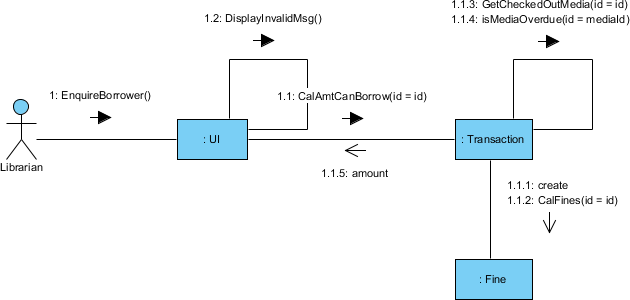 1.2: DisplayInvalidMsg()
1.1.3: GetCheckedOutMedia(id = id)
1.1.4: isMediaOverdue(id = mediaId)
1: EnquireBorrower()
1.1: CalAmtCanBorrow(id = id)
: UI
: Transaction
Librarian
1.1.5: amount
1.1.1: create
1.1.2: CalFines(id = id)
: Fine